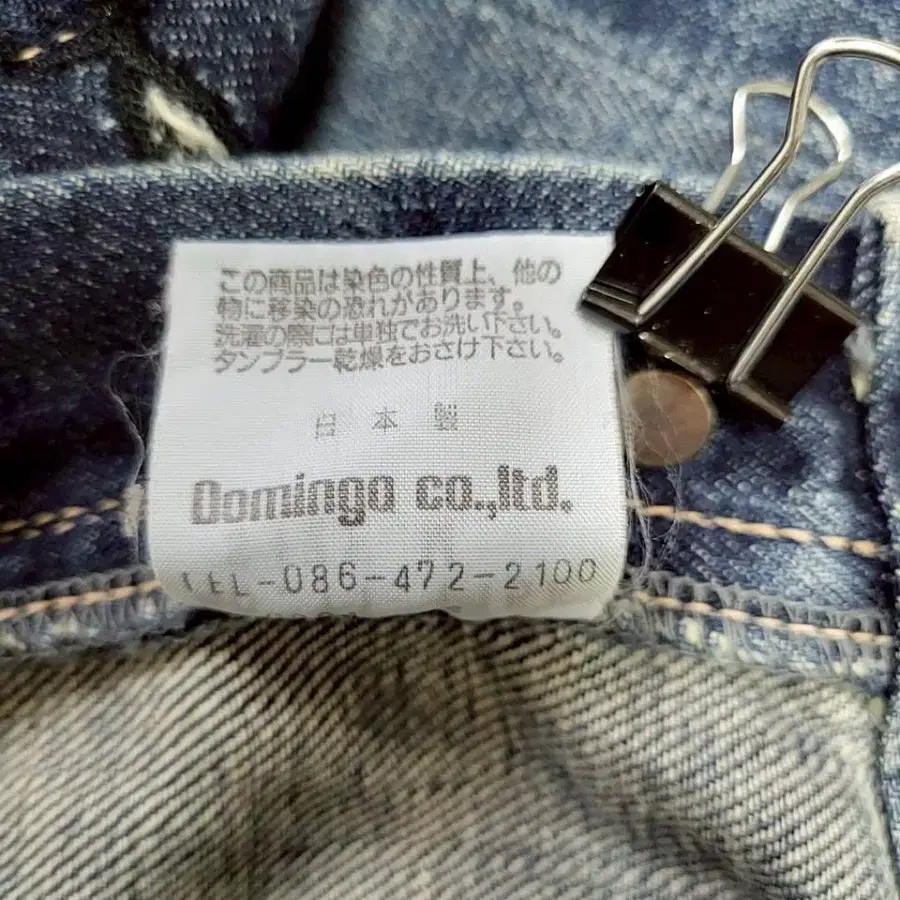 この商品は染色の性質上、他の
物に移染の恐れがあります。
洗濯の際には単独でお洗い下さい。
タンブラー乾燥をおさけ下さい。
日本製
Domingo co.,ltd.
TEL-086-472-2100